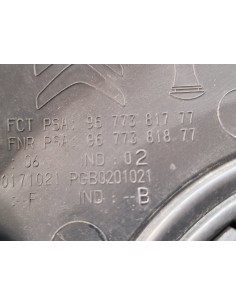 FCT PSA: 96 773 817 77
FNR PSA: 96 773 818 77
06 IND: 02
0171021 PGB0201021
:-F IND:--B